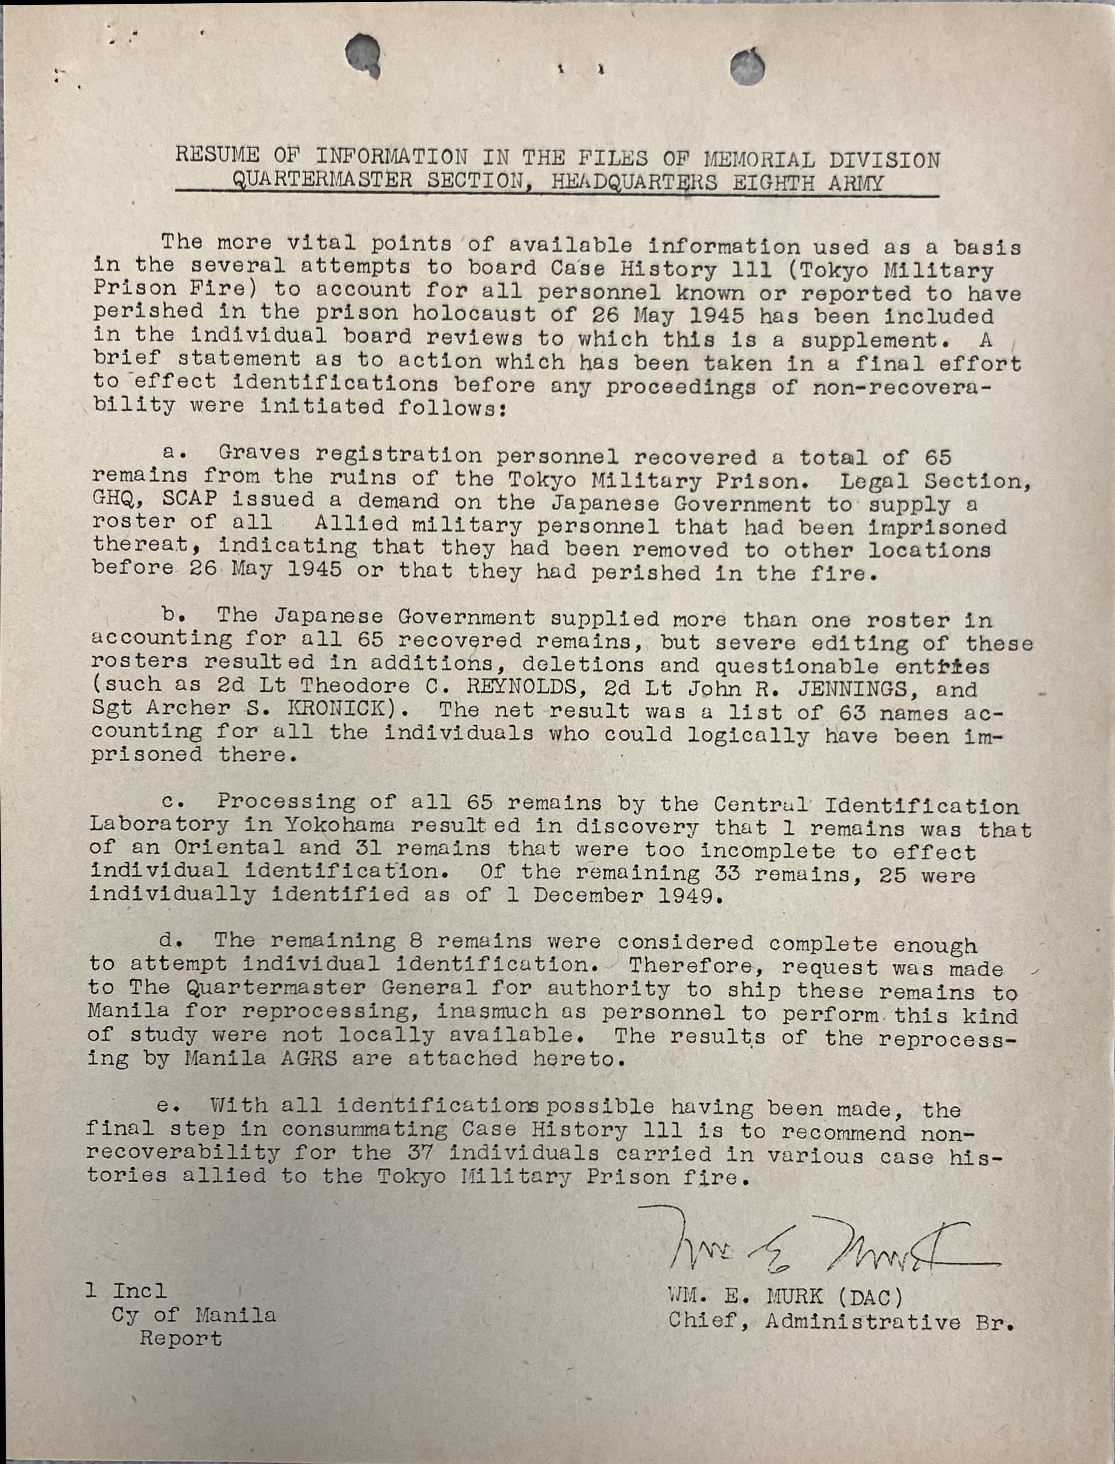 RESUME OF INFORMATION IN THE FILES OF MEMORIAL DIVISION
QUARTERMASTER SECTION, HEADQUARTERS EIGHTH ARMY
The more vital points of available information used as a basis
in the several attempts to board Case History 111 (Tokyo Military
Prison Fire) to account for all personnel known or reported to have
perished in the prison holocaust of 26 May 1945 has been included
in the individual board reviews to which this is a supplement. A
brief statement as to action which has been taken in a final effort
to effect identifications before any proceedings of non-recovera-
bility were initiated follows:
a. Graves registration personnel recovered a total of 65
remains from the ruins of the Tokyo Military Prison. Legal Section,
GHQ, SCAP issued a demand on the Japanese Government to supply a
roster of all Allied military personnel that had been imprisoned
thereat, indicating that they had been removed to other locations
before 26 May 1945 or that they had perished in the fire.
b. The Japanese Government supplied more than one roster in
accounting for all 65 recovered remains, but severe editing of these
rosters resulted in additions, deletions and questionable entries
(such as 2d Lt Theodore C. REYNOLDS, 2d Lt John R. JENNINGS, and
Sgt Archer S. KRONICK). The net result was a list of 63 names ac-
counting for all the individuals who could logically have been im-
prisoned there.
c. Processing of all 65 remains by the Central Identification
Laboratory in Yokohama resulted in discovery that 1 remains was that
of an Oriental and 31 remains that were too incomplete to effect
individual identification. Of the remaining 33 remains, 25 were
individually identified as of 1 December 1949.
d. The remaining 8 remains were considered complete enough
to attempt individual identification. Therefore, request was made
to The Quartermaster General for authority to ship these remains to
Manila for reprocessing, inasmuch as personnel to perform this kind
of study were not locally available. The results of the reprocess-
ing by Manila AGRS are attached hereto.
e. With all identifications possible having been made, the
final step in consummating Case History 111 is to recommend non-
recoverability for the 37 individuals carried in various case his-
tories allied to the Tokyo Military Prison fire.
Wm E Murk
1 Incl
Cy of Manila
Report
WM. E. MURK (DAC)
Chief, Administrative Br.